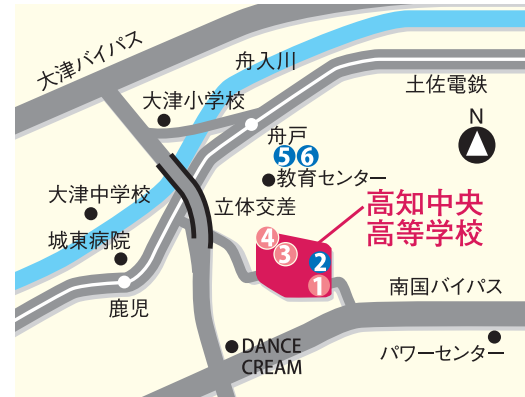 大津バイパス
舟入川
土佐電鉄
大津小学校
N
舟戸
5 6
教育センター
大津中学校
立体交差
高知中央
高等学校
城東病院
4
3
2
1
鹿児
南国バイパス
DANCE
CREAM
パワーセンター